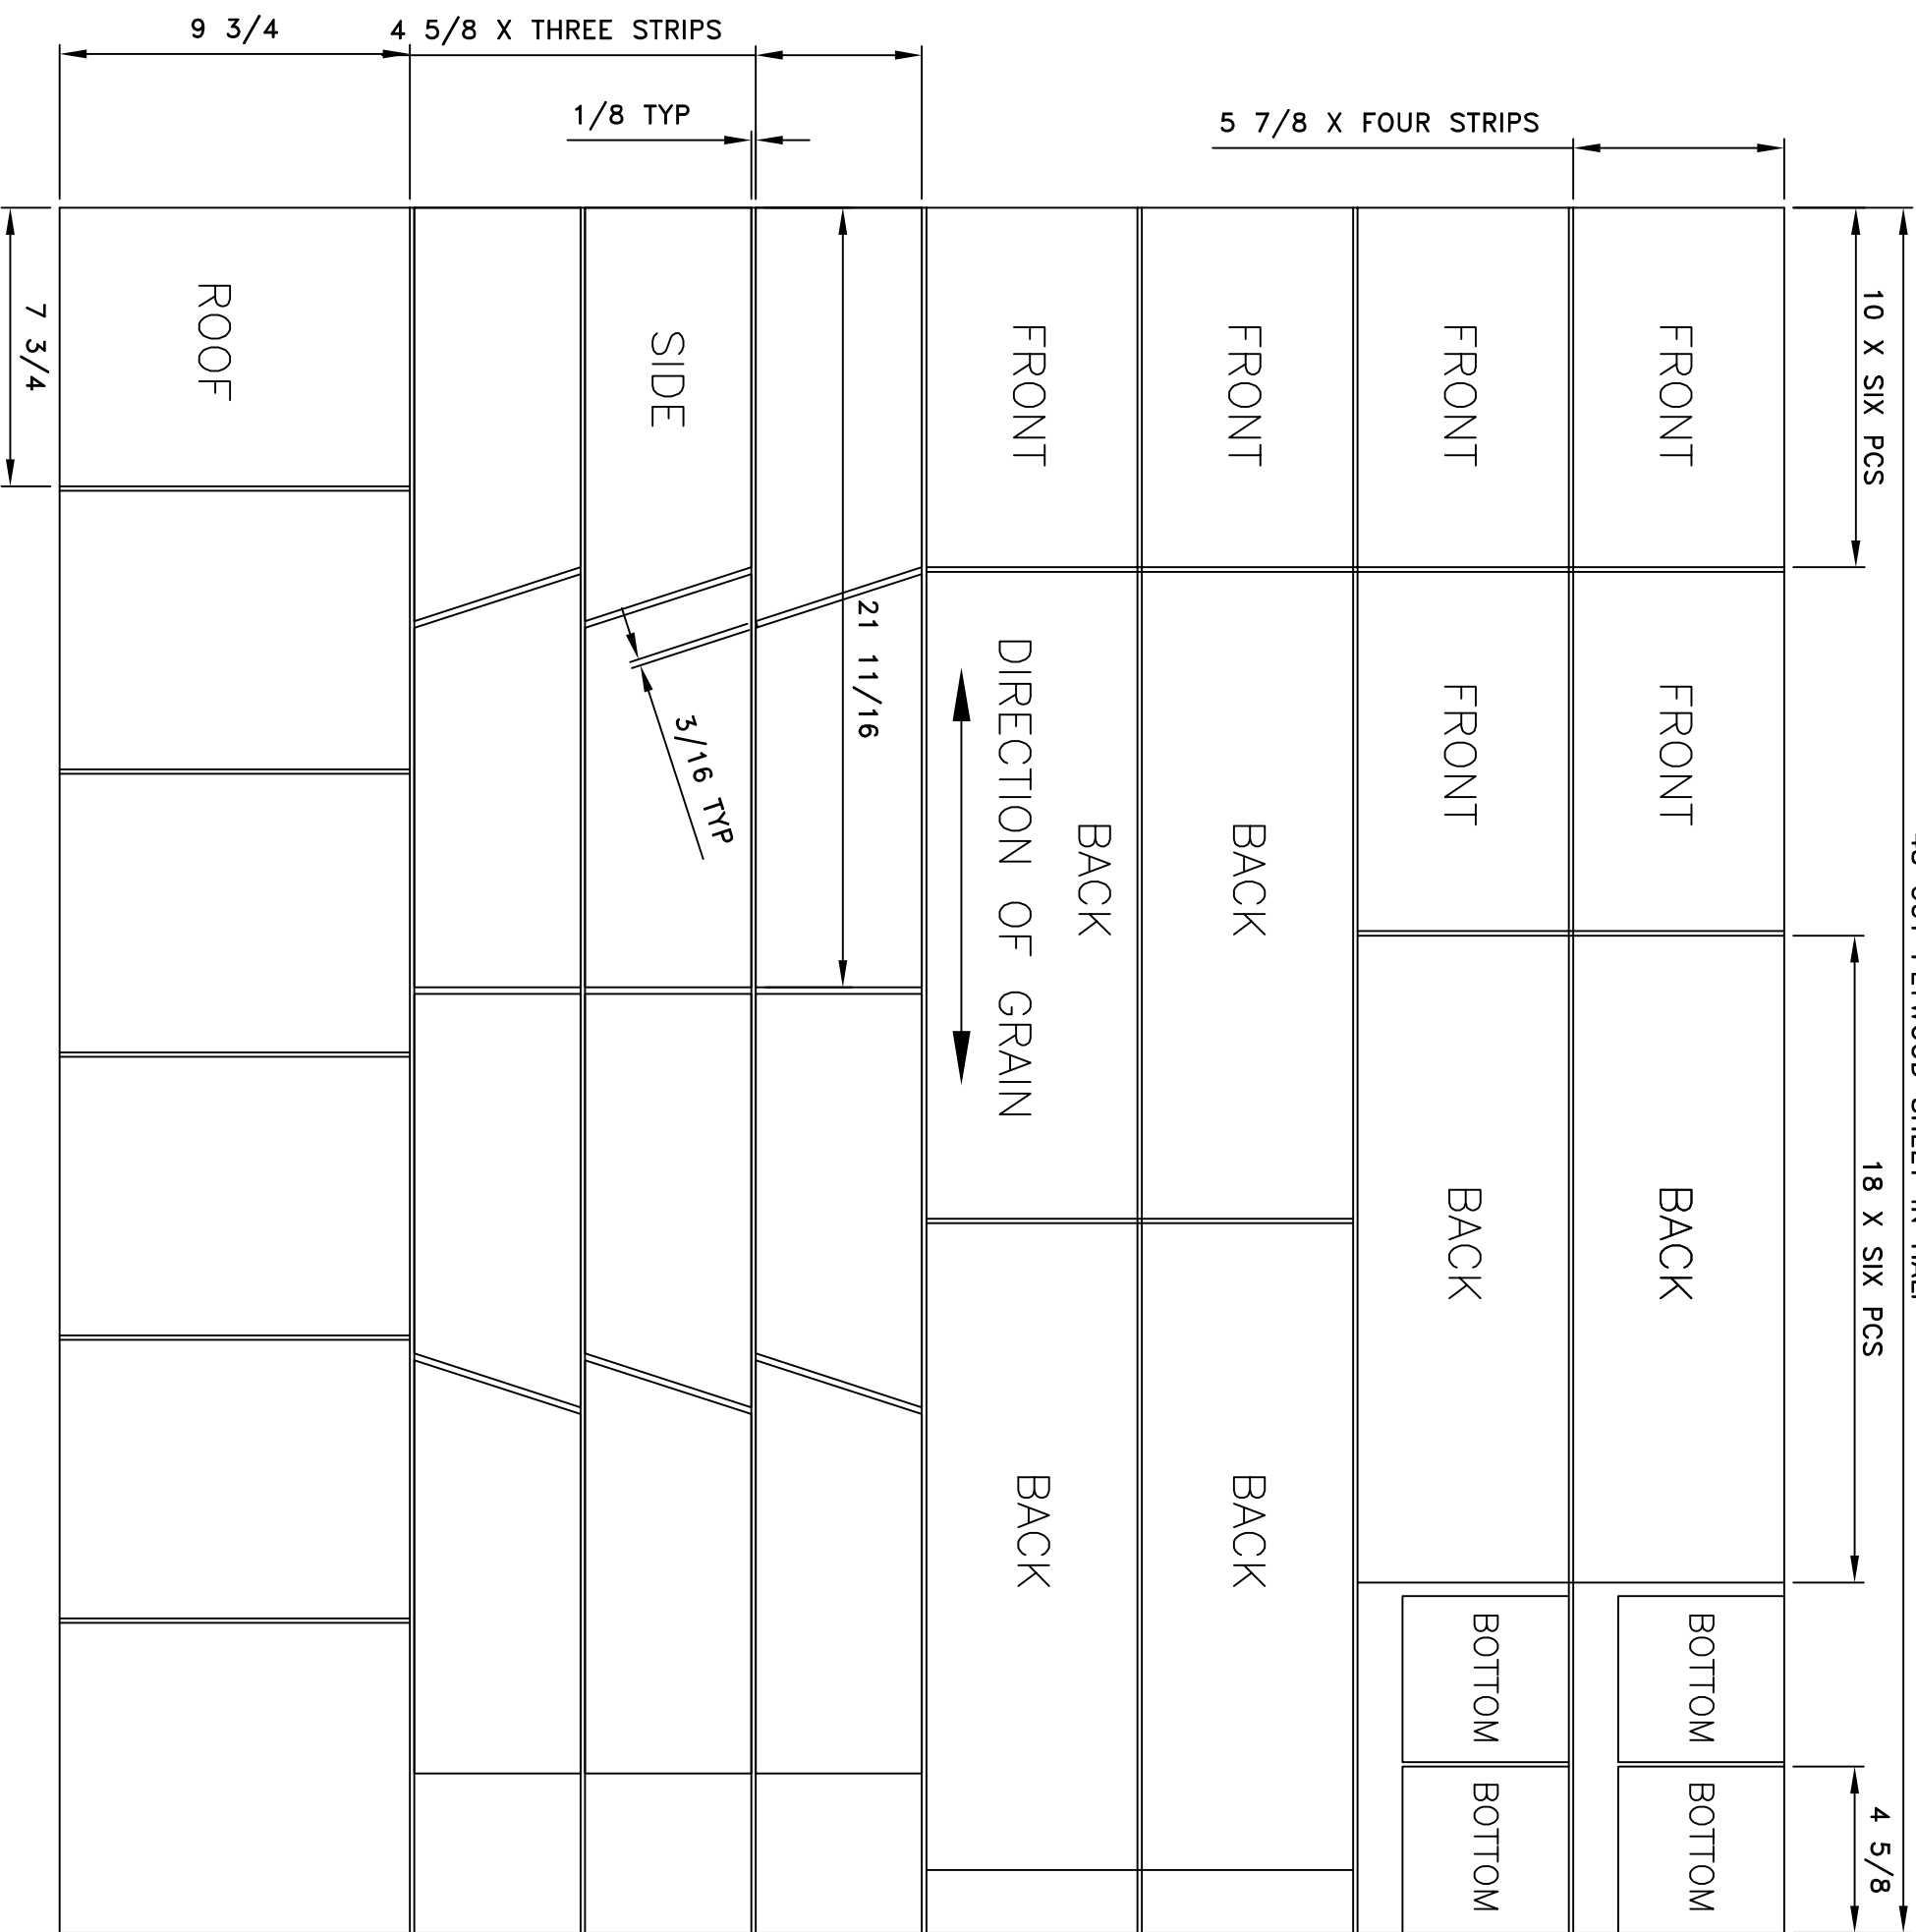 9 3/4
4 5/8 X THREE STRIPS
1/8 TYP
5 7/8 X FOUR STRIPS
10 X SIX PCS
7 3/4
ROOF
SIDE
FRONT
FRONT
FRONT
FRONT
21 11/16
3/16 TYP
FRONT
FRONT
DIRECTION OF GRAIN
BACK
BACK
BACK
BACK
18 X SIX PCS
BACK
BACK
BOTTOM
BOTTOM
BOTTOM
BOTTOM
4 5/8